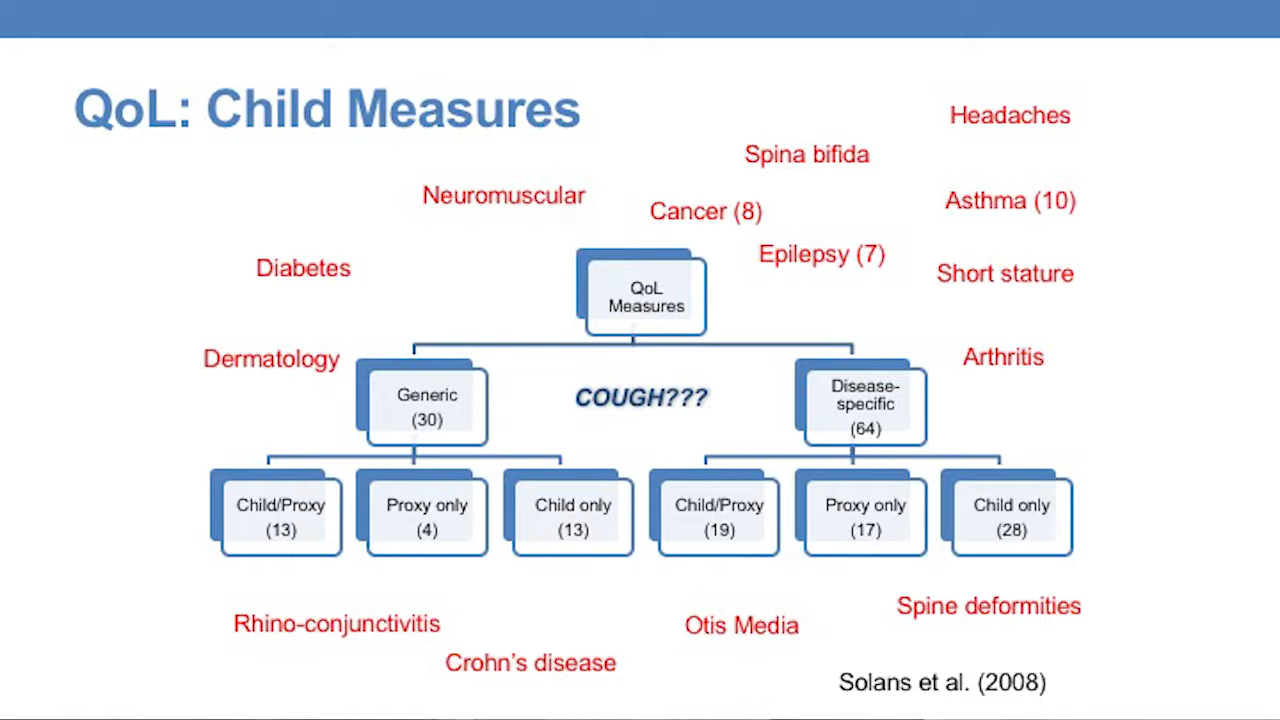 QoL: Child Measures
Headaches
Spina bifida
Neuromuscular
Cancer (8)
Asthma (10)
Epilepsy (7)
Diabetes
Short stature
QoL
Measures
Dermatology
Arthritis
Generic
(30)
COUGH???
Disease-
specific
(64)
Child/Proxy
(13)
Proxy only
(4)
Child only
(13)
Child/Proxy
(19)
Proxy only
(17)
Child only
(28)
Rhino-conjunctivitis
Otis Media
Spine deformities
Crohn's disease
Solans et al. (2008)